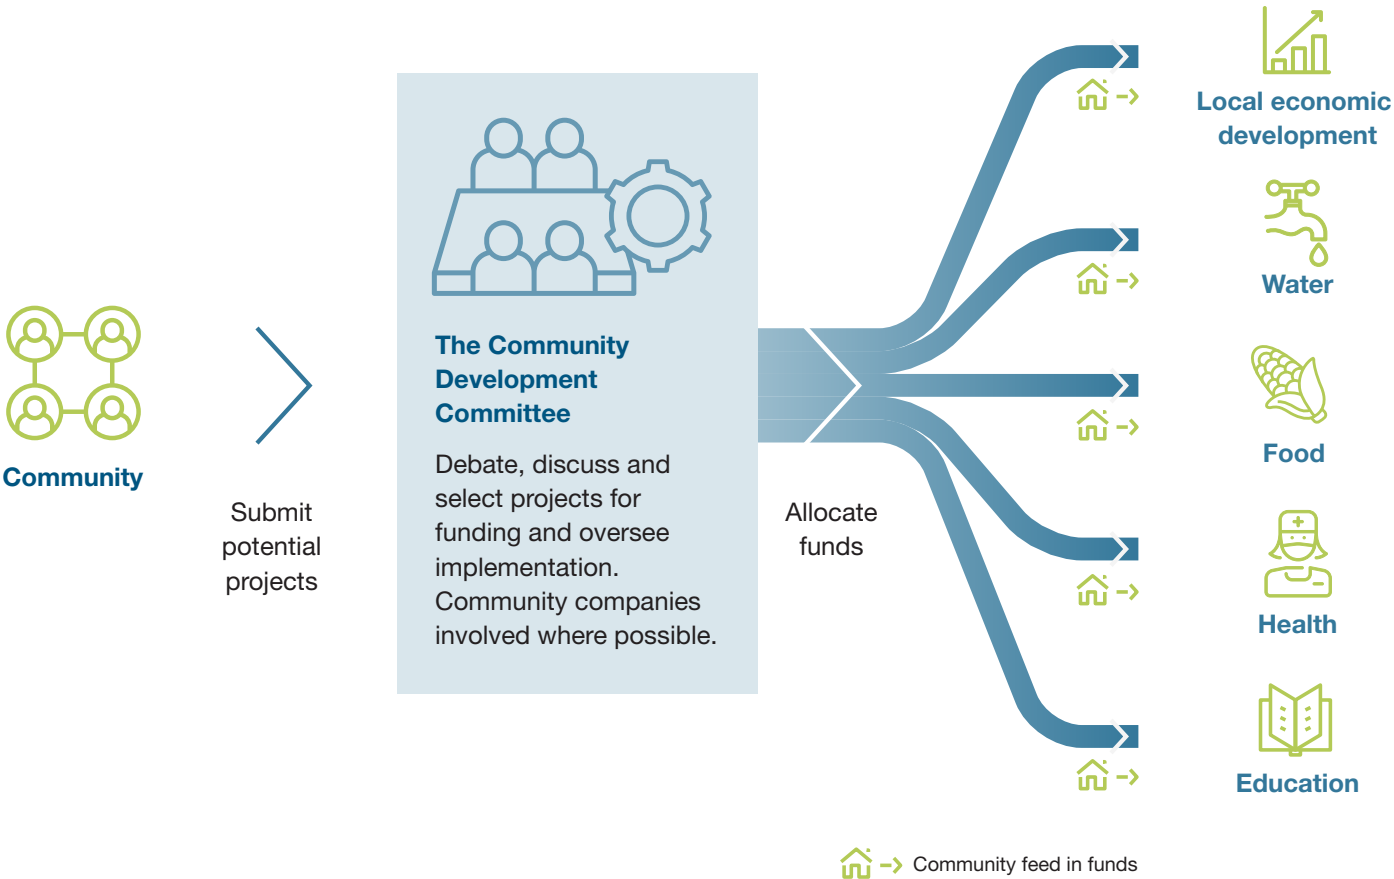 Community
Submit
potential
projects
The Community
Development
Committee
Debate, discuss and
select projects for
funding and oversee
implementation.
Community companies
involved where possible.
Allocate
funds
Local economic
development
Water
Food
Health
Education
Community feed in funds